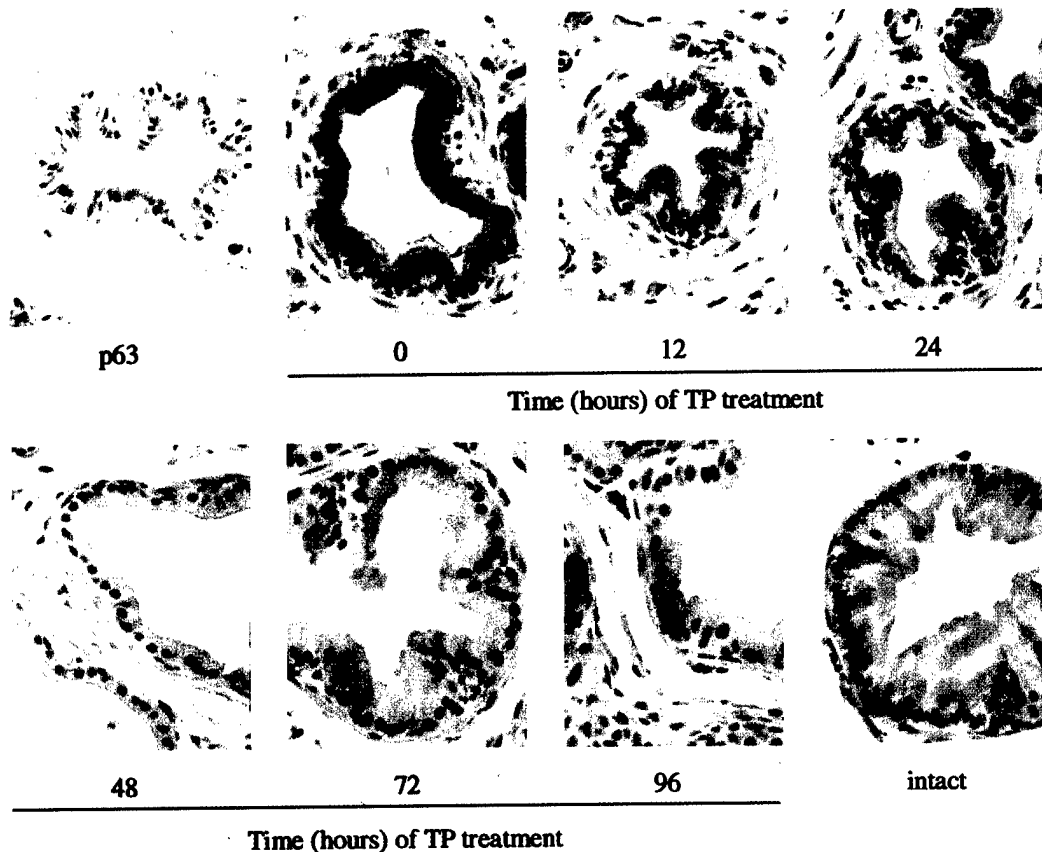 p63
0
12
24
Time (hours) of TP treatment
48
72
96
intact
Time (hours) of TP treatment